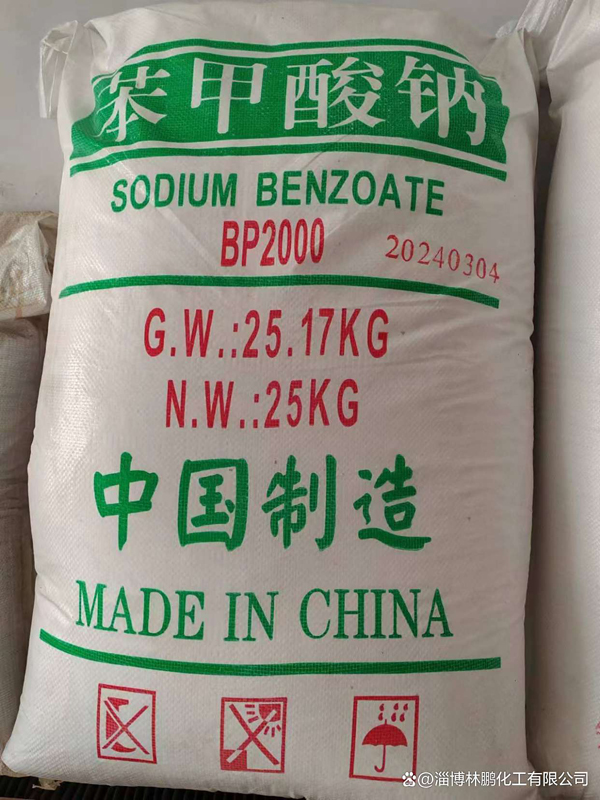 苯甲酸钠
SODIUM BENZOATE
BP2000 20240304
G.W.:25.17KG
N.W.:25KG
中国制造
MADE IN CHINA
@淄博林鹏化工有限公司